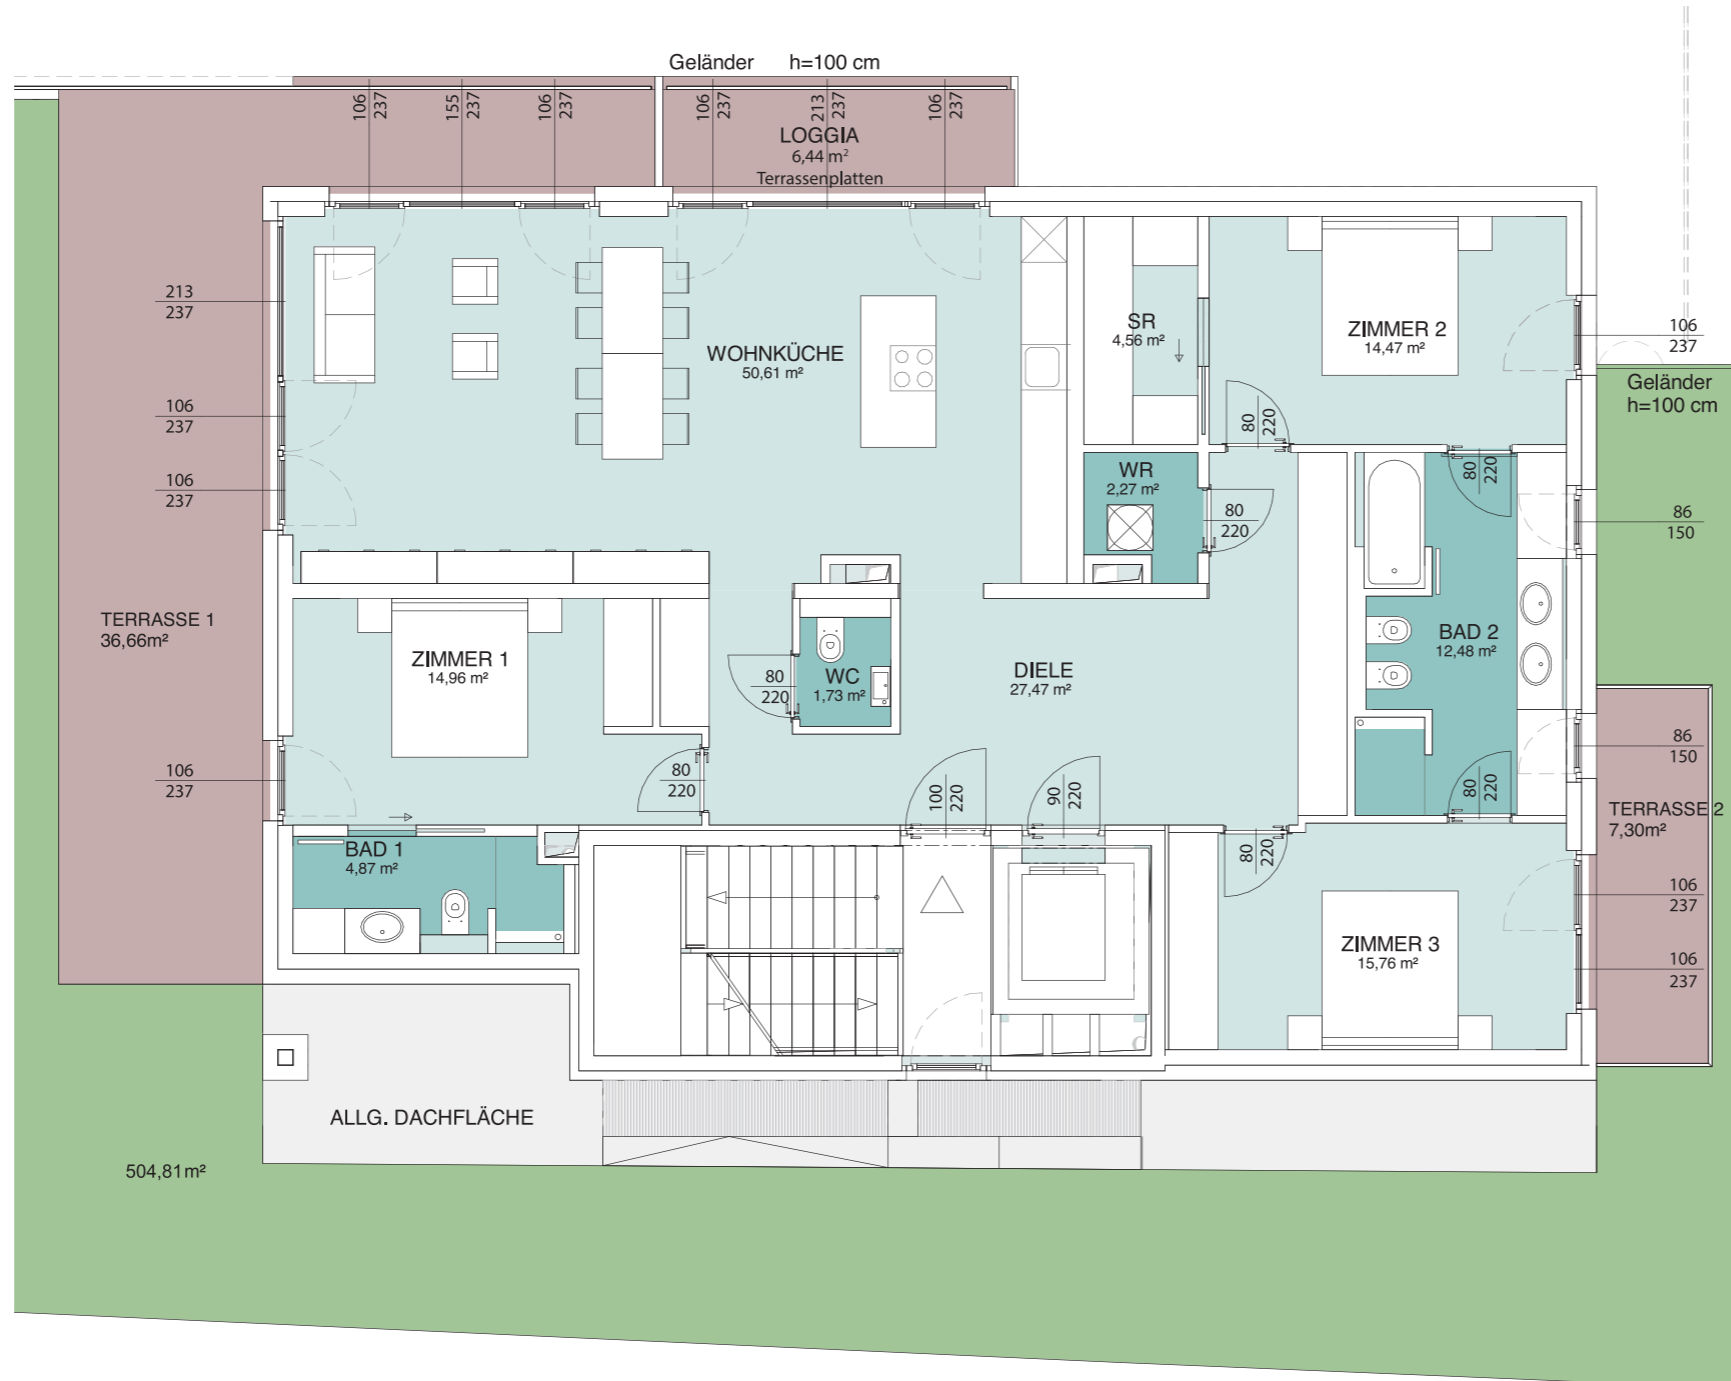 Geländer h=100 cm
106
237
155
237
106
237
106
237
213
237
106
237
LOGGIA
6,44 m²
Terrassenplatten
213
237
106
237
106
237
WOHNKÜCHE
50,61 m²
SR
4,56 m²
ZIMMER 2
14,47 m²
106
237
Geländer
h=100 cm
80
220
80
220
WR
2,27 m²
80
220
86
150
TERRASSE 1
36,66m²
ZIMMER 1
14,96 m²
80
220
WC
1,73 m²
DIELE
27,47 m²
BAD 2
12,48 m²
106
237
80
220
100
220
90
220
80
220
86
150
TERRASSE 2
7,30m²
BAD 1
4,87 m²
80
220
106
237
ZIMMER 3
15,76 m²
106
237
ALLG. DACHFLÄCHE
504,81m²